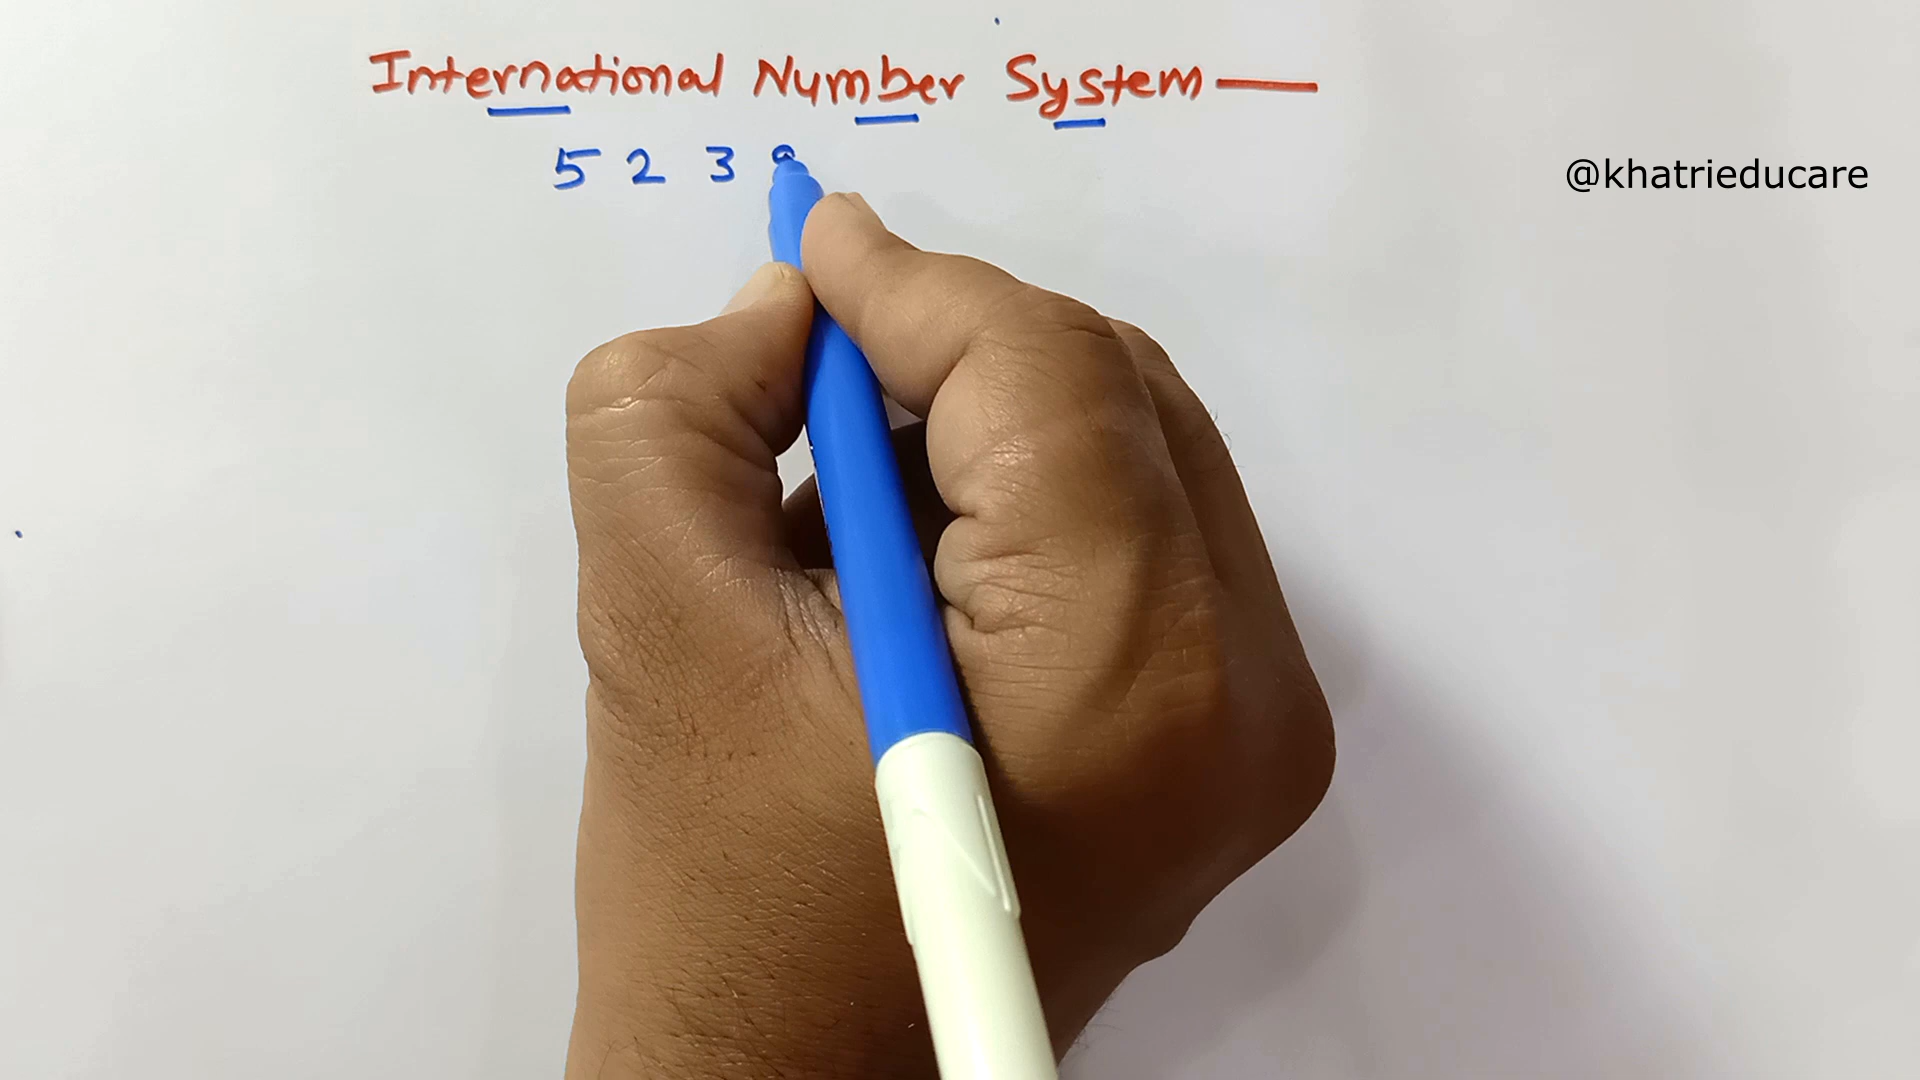 International Number System —
5 2 3
@khatrieducare